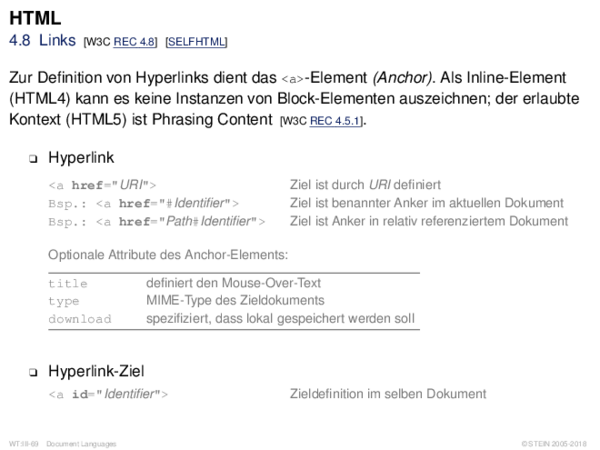 HTML
4.8 Links [W3C REC 4.8] [SELFHTML]
Zur Definition von Hyperlinks dient das <a>-Element (Anchor). Als Inline-Element
(HTML4) kann es keine Instanzen von Block-Elementen auszeichnen; der erlaubte
Kontext (HTML5) ist Phrasing Content [W3C REC 4.5.1].
❑ Hyperlink
<a href="URI"> Ziel ist durch URI definiert
Bsp.: <a href="#Identifier"> Ziel ist benannter Anker im aktuellen Dokument
Bsp.: <a href="Path#Identifier"> Ziel ist Anker in relativ referenziertem Dokument
Optionale Attribute des Anchor-Elements:
title definiert den Mouse-Over-Text
type MIME-Type des Zieldokuments
download spezifiziert, dass lokal gespeichert werden soll
❑ Hyperlink-Ziel
<a id="Identifier"> Zieldefinition im selben Dokument
WT:III-69 Document Languages © STEIN 2005-2018